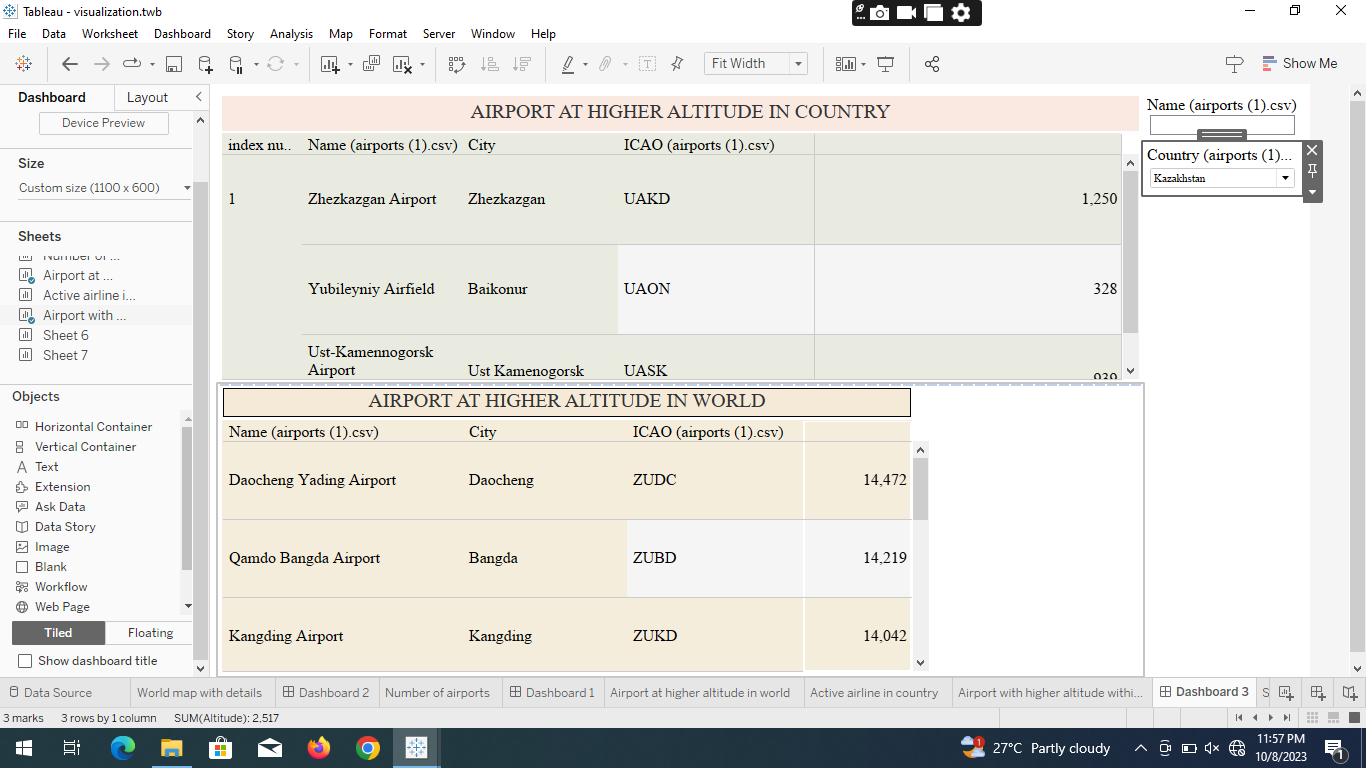 Tableau - visualization.twb
File Data Worksheet Dashboard Story Analysis Map Format Server Window Help
Fit Width
Show Me
Dashboard Layout
Device Preview
Size
Custom size (1100 x 600)
Sheets
Number of ...
Airport at ...
Active airline i...
Airport with ...
Sheet 6
Sheet 7
Objects
Horizontal Container
Vertical Container
Text
Extension
Ask Data
Data Story
Image
Blank
Workflow
Web Page
Tiled Floating
Show dashboard title
AIRPORT AT HIGHER ALTITUDE IN COUNTRY
index nu.. Name (airports (1).csv) City ICAO (airports (1).csv)
1 Zhezkazgan Airport Zhezkazgan UAKD 1,250
Yubileyniy Airfield Baikonur UAON 328
Ust-Kamennogorsk
Airport Ust Kamenogorsk UASK 939
Name (airports (1).csv)
Country (airports (1)...
Kazakhstan
AIRPORT AT HIGHER ALTITUDE IN WORLD
Name (airports (1).csv) City ICAO (airports (1).csv)
Daocheng Yading Airport Daocheng ZUDC 14,472
Qamdo Bangda Airport Bangda ZUBD 14,219
Kangding Airport Kangding ZUKD 14,042
Data Source World map with details Dashboard 2 Number of airports Dashboard 1 Airport at higher altitude in world Active airline in country Airport with higher altitude withi... Dashboard 3 S
3 marks 3 rows by 1 column SUM(Altitude): 2,517
27°C Partly cloudy
11:57 PM
10/8/2023
1